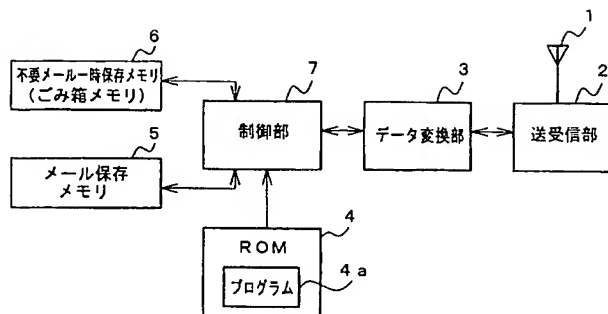 1
6
不要メール一時保存メモリ
(ごみ箱メモリ)
7
制御部
3
データ変換部
2
送受信部
5
メール保存
メモリ
4
ROM
プログラム
4a